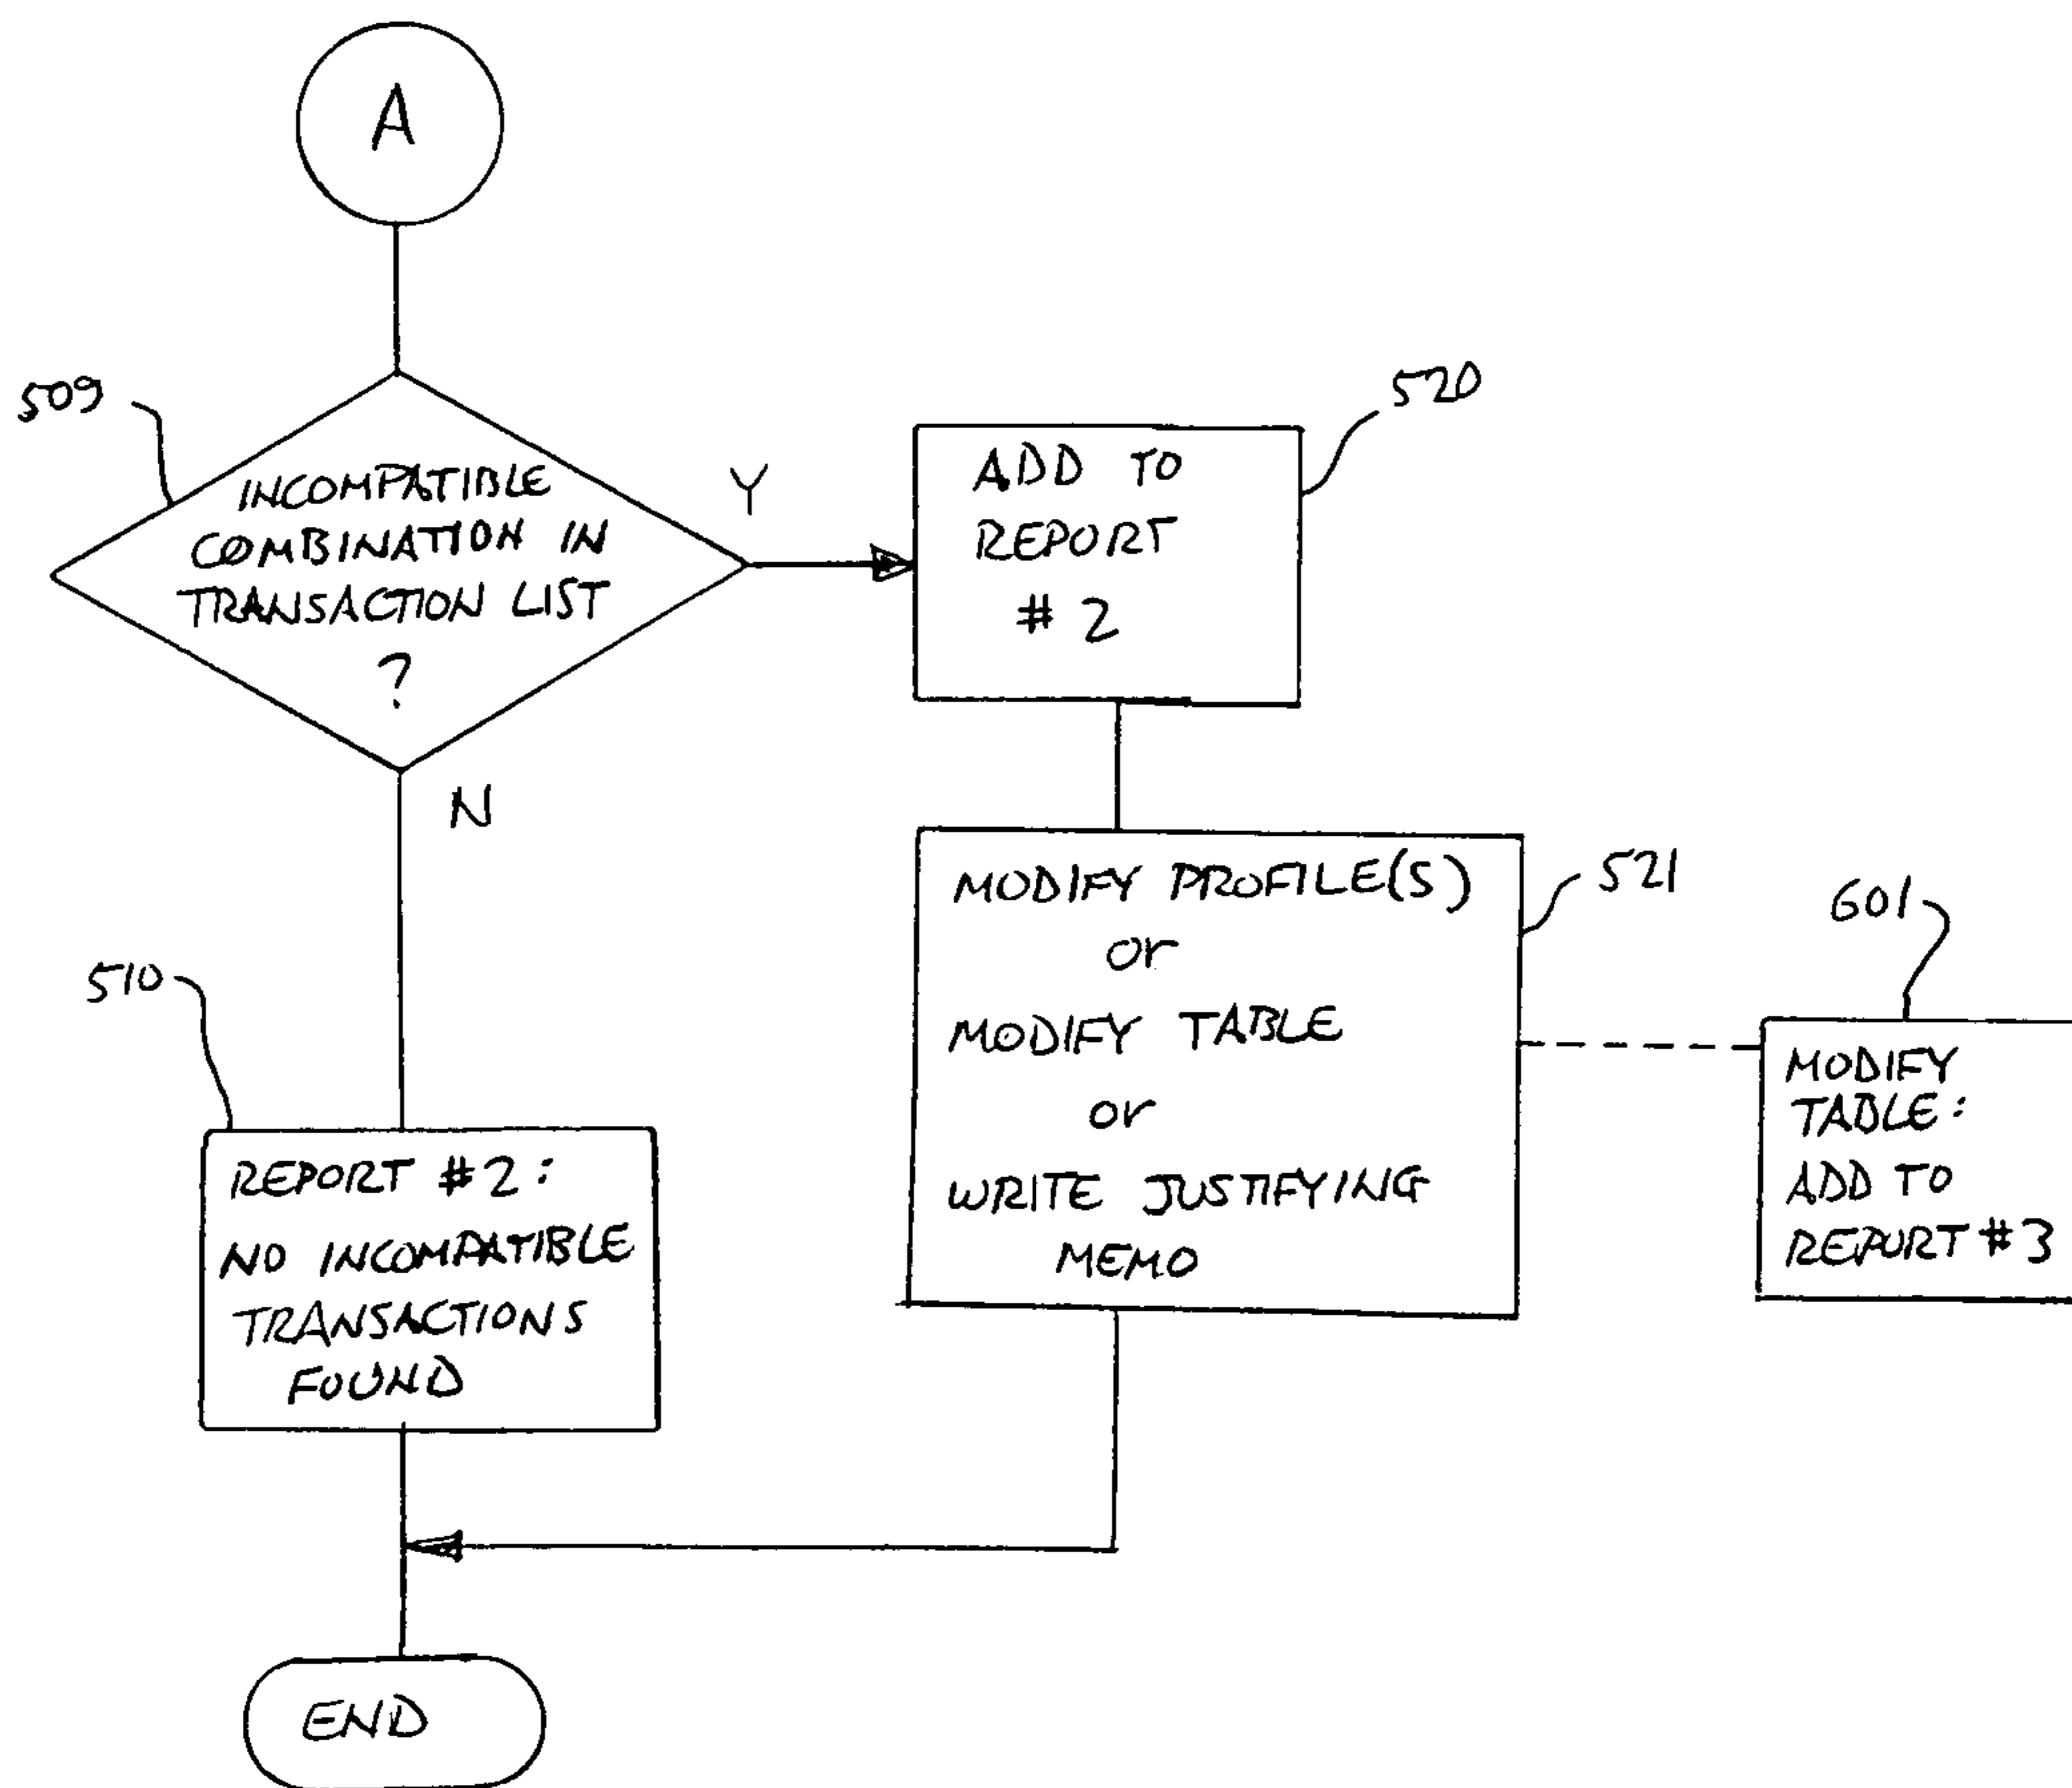 A
509
INCOMPATIBLE
COMBINATION IN
TRANSACTION LIST
?
Y
N
520
ADD TO
REPORT
# 2
521
MODIFY PROFILE(S)
or
MODIFY TABLE
or
WRITE JUSTIFYING
MEMO
601
MODIFY
TABLE:
ADD TO
REPORT #3
510
REPORT #2:
NO INCOMPATIBLE
TRANSACTIONS
FOUND
END